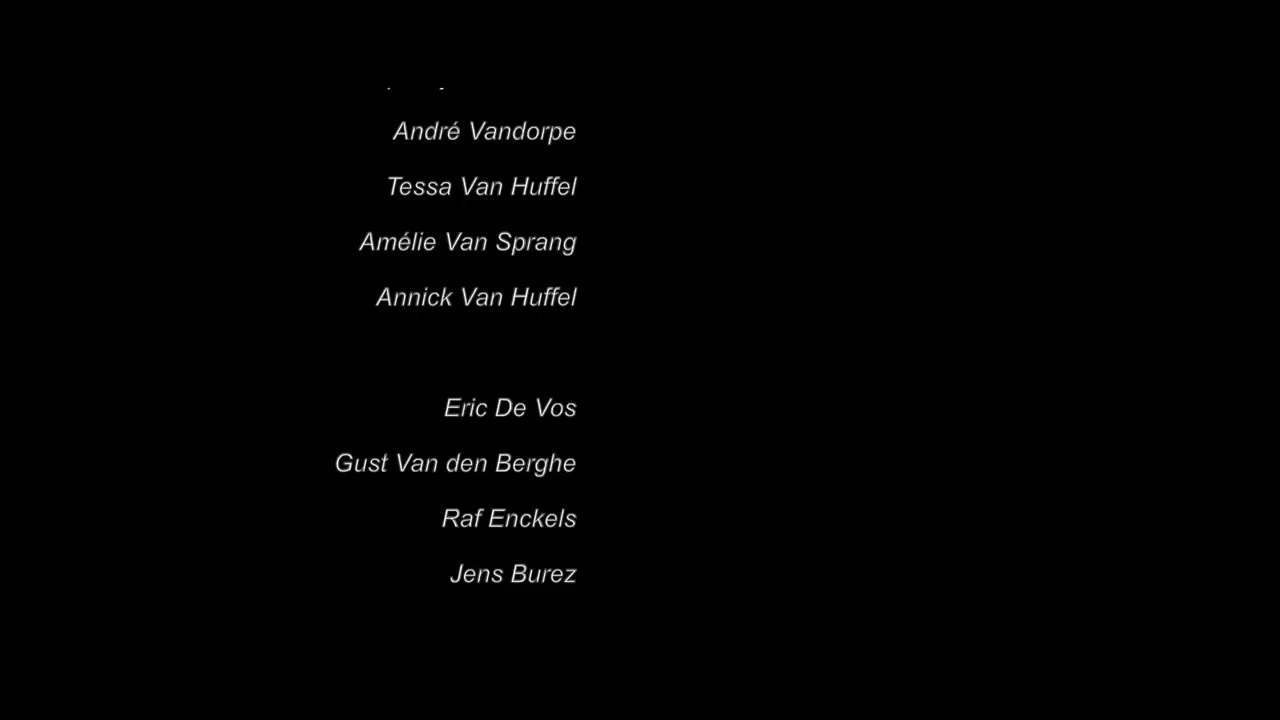 André Vandorpe
Tessa Van Huffel
Amélie Van Sprang
Annick Van Huffel
Eric De Vos
Gust Van den Berghe
Raf Enckels
Jens Burez